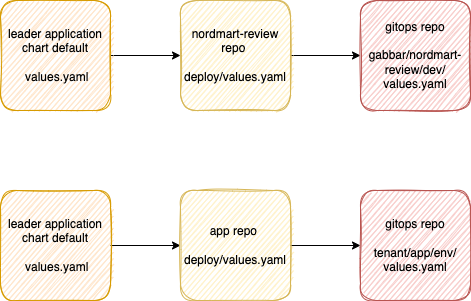 leader application
chart default
values.yaml
nordmart-review
repo
deploy/values.yaml
gitops repo
gabbar/nordmart-
review/dev/
values.yaml
leader application
chart default
values.yaml
app repo
deploy/values.yaml
gitops repo
tenant/app/env/
values.yaml